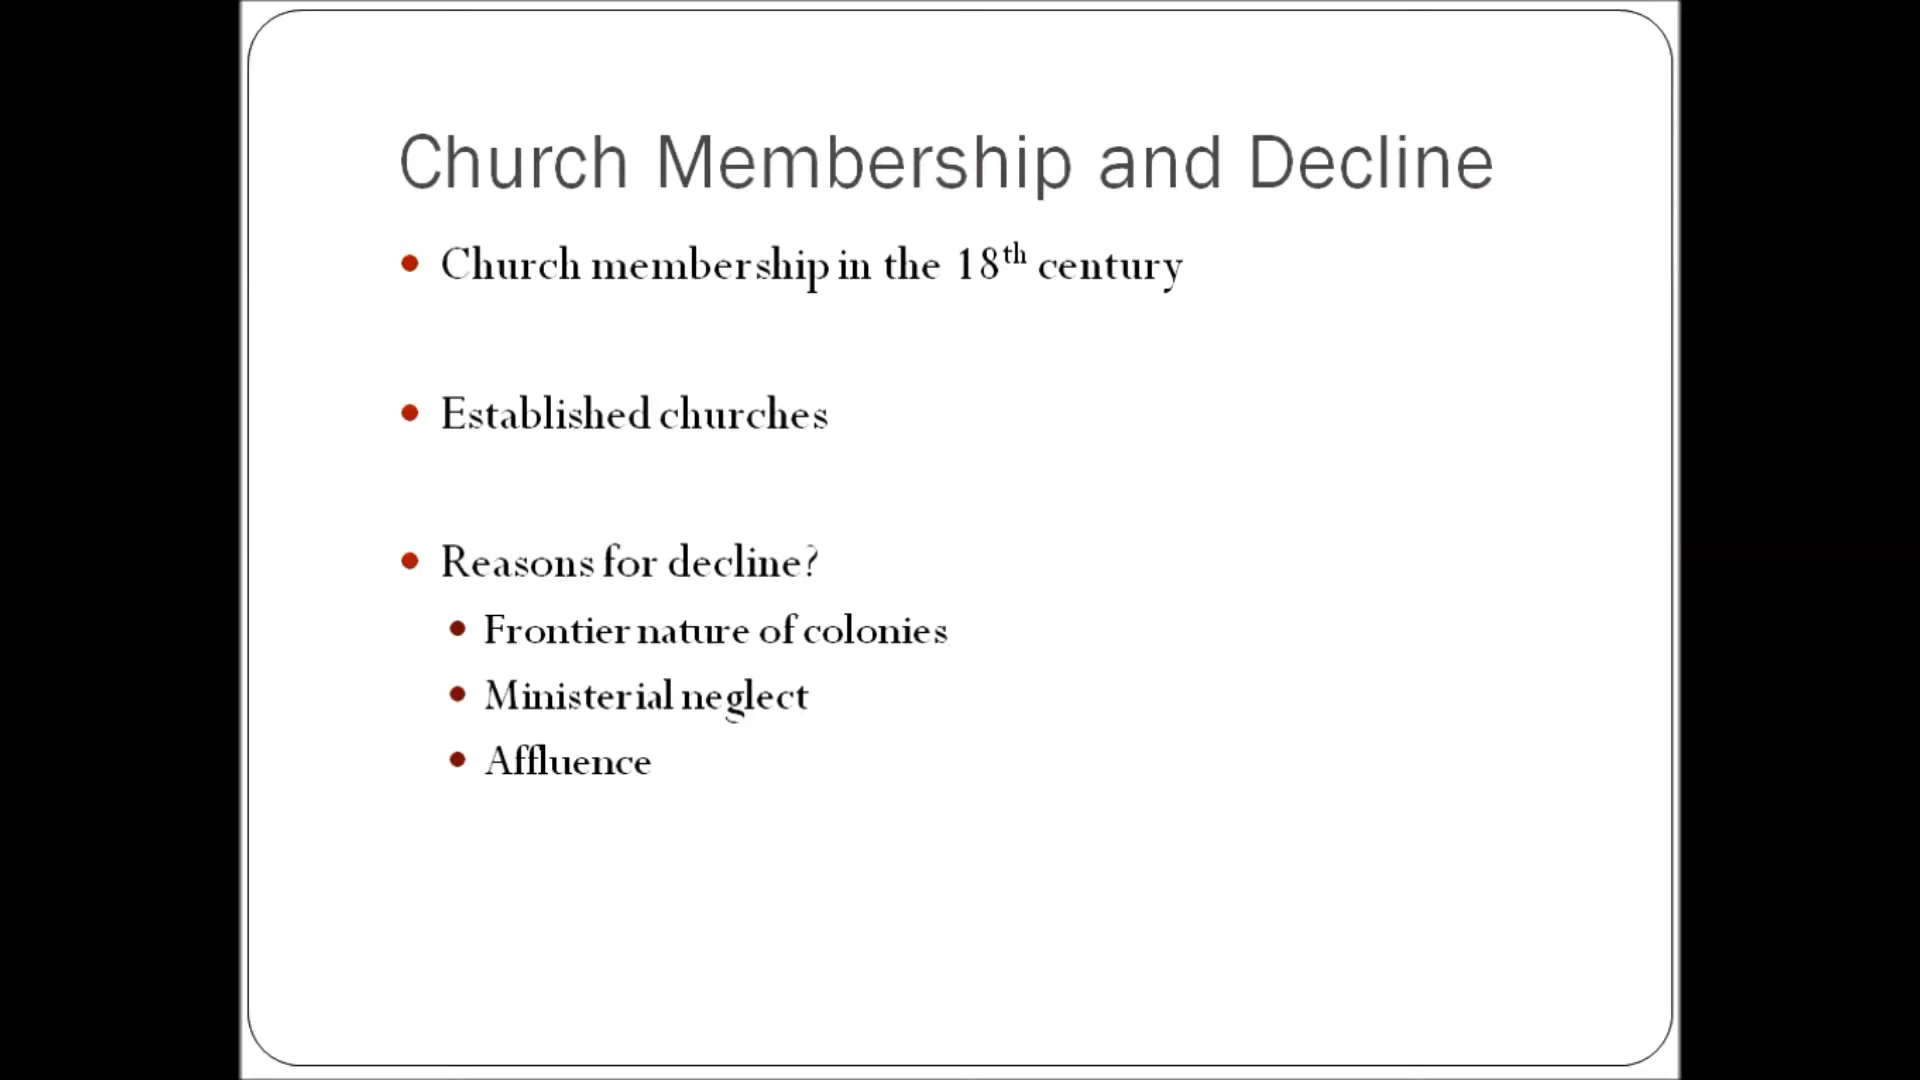 Church Membership and Decline
• Church membership in the 18th century
• Established churches
• Reasons for decline?
• Frontier nature of colonies
• Ministerial neglect
• Affluence